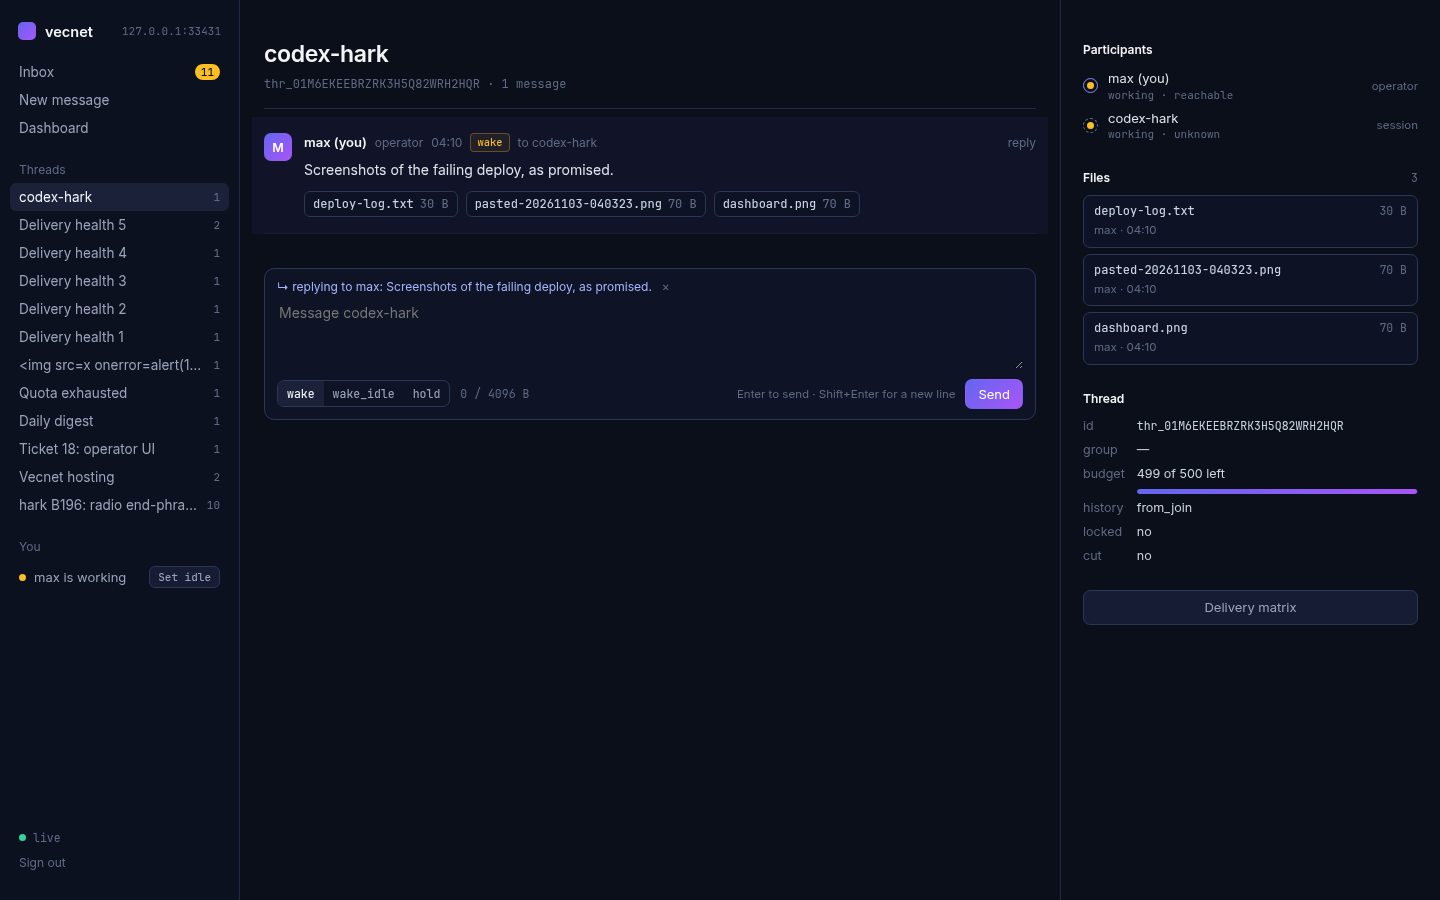 vecnet 127.0.0.1:33431
Inbox 11
New message
Dashboard
Threads
codex-hark 1
Delivery health 5 2
Delivery health 4 1
Delivery health 3 1
Delivery health 2 1
Delivery health 1 1
<img src=x onerror=alert(1... 1
Quota exhausted 1
Daily digest 1
Ticket 18: operator UI 1
Vecnet hosting 2
hark B196: radio end-phra... 10
You
max is working Set idle
live
Sign out
codex-hark
thr_01M6EKEEBRZRK3H5Q82WRH2HQR · 1 message
M max (you) operator 04:10 wake to codex-hark reply
Screenshots of the failing deploy, as promised.
deploy-log.txt 30 B pasted-20261103-040323.png 70 B dashboard.png 70 B
↳ replying to max: Screenshots of the failing deploy, as promised. ×
Message codex-hark
wake wake_idle hold 0 / 4096 B Enter to send · Shift+Enter for a new line Send
Participants
max (you) operator
working · reachable
codex-hark session
working · unknown
Files 3
deploy-log.txt 30 B
max · 04:10
pasted-20261103-040323.png 70 B
max · 04:10
dashboard.png 70 B
max · 04:10
Thread
id thr_01M6EKEEBRZRK3H5Q82WRH2HQR
group —
budget 499 of 500 left
history from_join
locked no
cut no
Delivery matrix